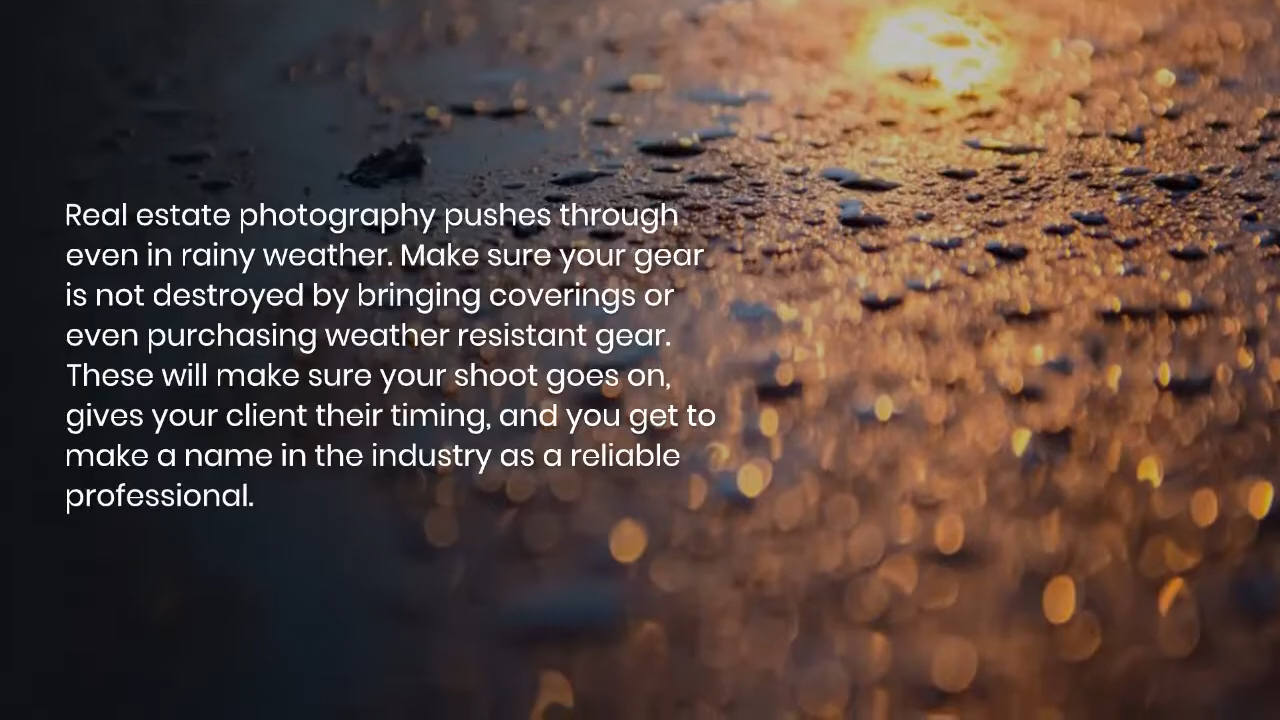 Real estate photography pushes through
even in rainy weather. Make sure your gear
is not destroyed by bringing coverings or
even purchasing weather resistant gear.
These will make sure your shoot goes on,
gives your client their timing, and you get to
make a name in the industry as a reliable
professional.